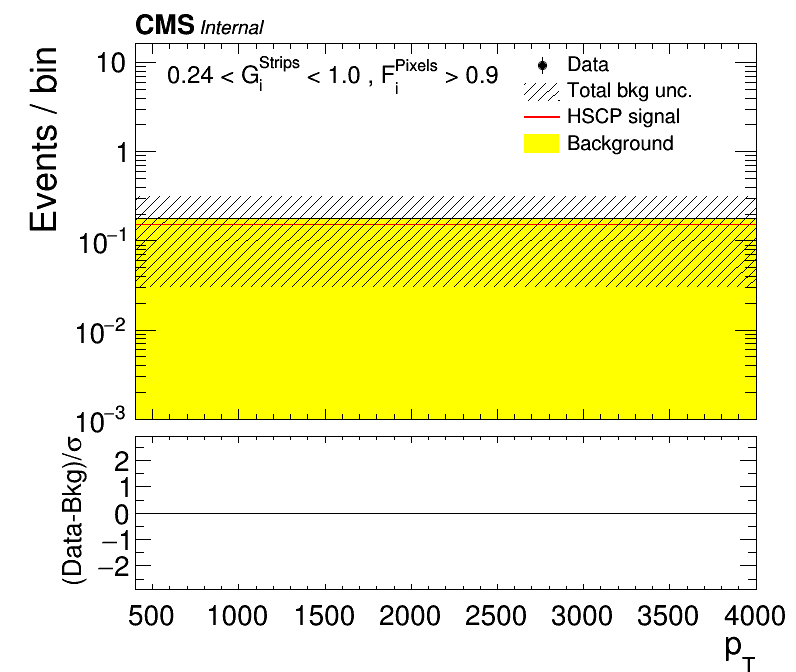 CMS Internal
Events / bin
10
1
10⁻¹
10⁻²
10⁻³
0.24 < G_i^Strips < 1.0 , F_i^Pixels > 0.9
Data
Total bkg unc.
HSCP signal
Background
(Data-Bkg)/σ
2
1
0
−1
−2
500 1000 1500 2000 2500 3000 3500 4000
p_T